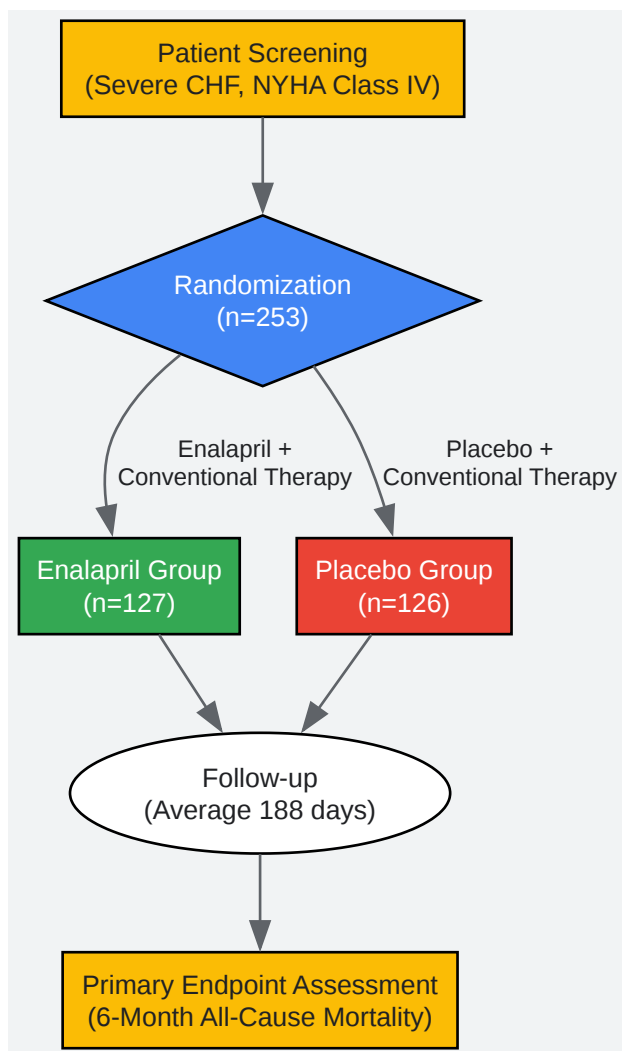 Patient Screening
(Severe CHF, NYHA Class IV)
Randomization
(n=253)
Enalapril +
Conventional Therapy
Placebo +
Conventional Therapy
Enalapril Group
(n=127)
Placebo Group
(n=126)
Follow-up
(Average 188 days)
Primary Endpoint Assessment
(6-Month All-Cause Mortality)